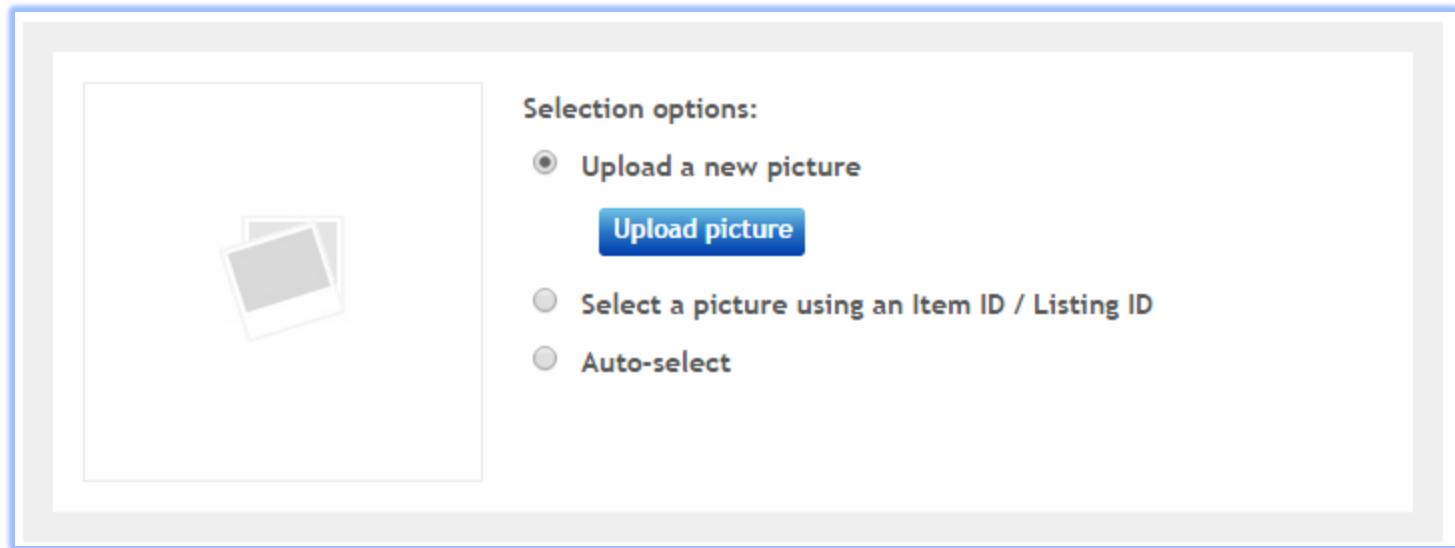 Selection options:
Upload a new picture
Upload picture
Select a picture using an Item ID / Listing ID
Auto-select